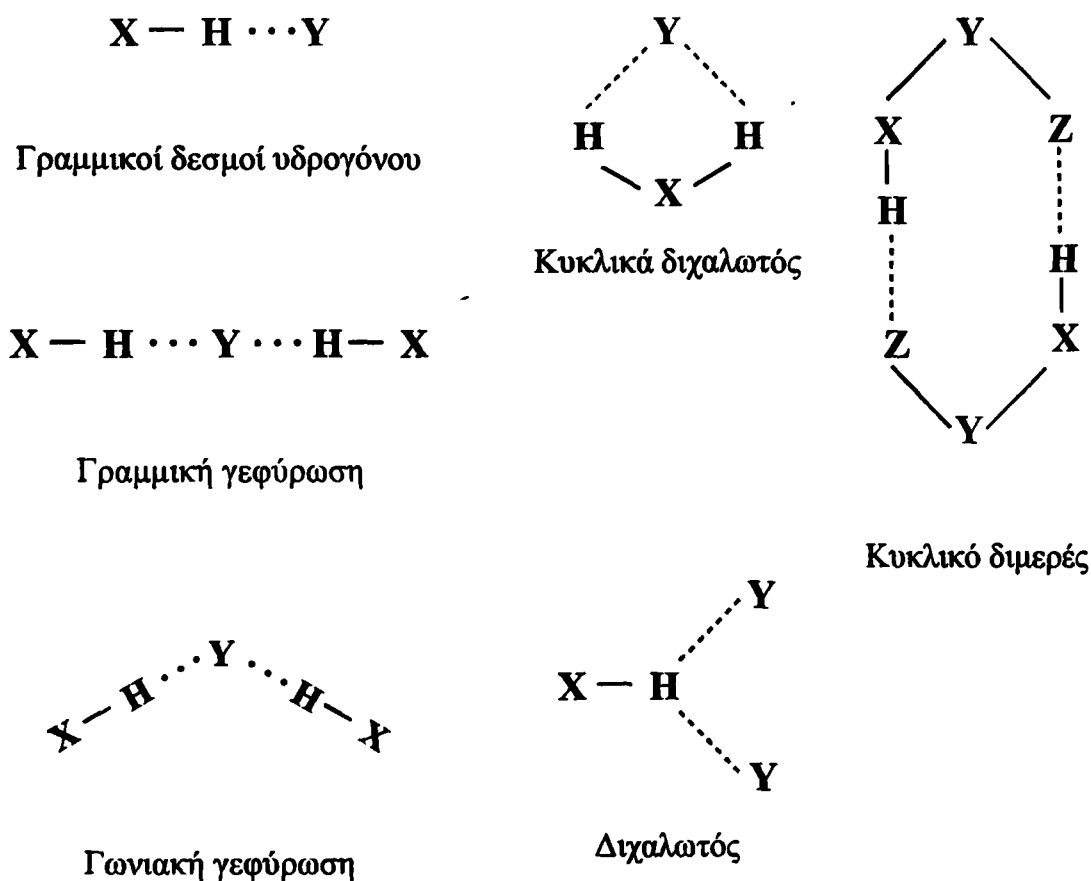 X — H ··· Y
Γραμμικοί δεσμοί υδρογόνου
X — H ··· Y ··· H — X
Γραμμική γεφύρωση
X — H ··· Y ··· H — X
Γωνιακή γεφύρωση
Y
H H
X
Κυκλικά διχαλωτός
Y
X — H
Y
Διχαλωτός
Y
X Z
H
H
Z X
Y
Κυκλικό διμερές